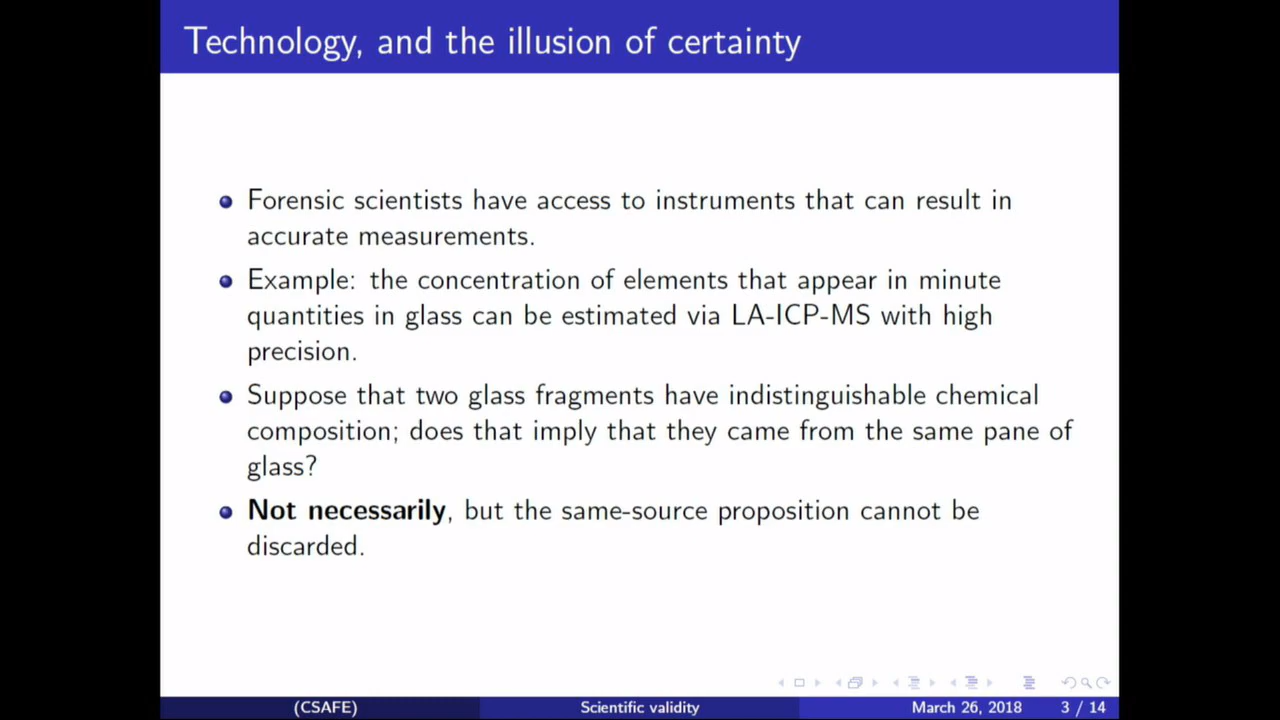 Technology, and the illusion of certainty
Forensic scientists have access to instruments that can result in
accurate measurements.
Example: the concentration of elements that appear in minute
quantities in glass can be estimated via LA-ICP-MS with high
precision.
Suppose that two glass fragments have indistinguishable chemical
composition; does that imply that they came from the same pane of
glass?
Not necessarily, but the same-source proposition cannot be
discarded.
(CSAFE) Scientific validity March 26, 2018 3 / 14